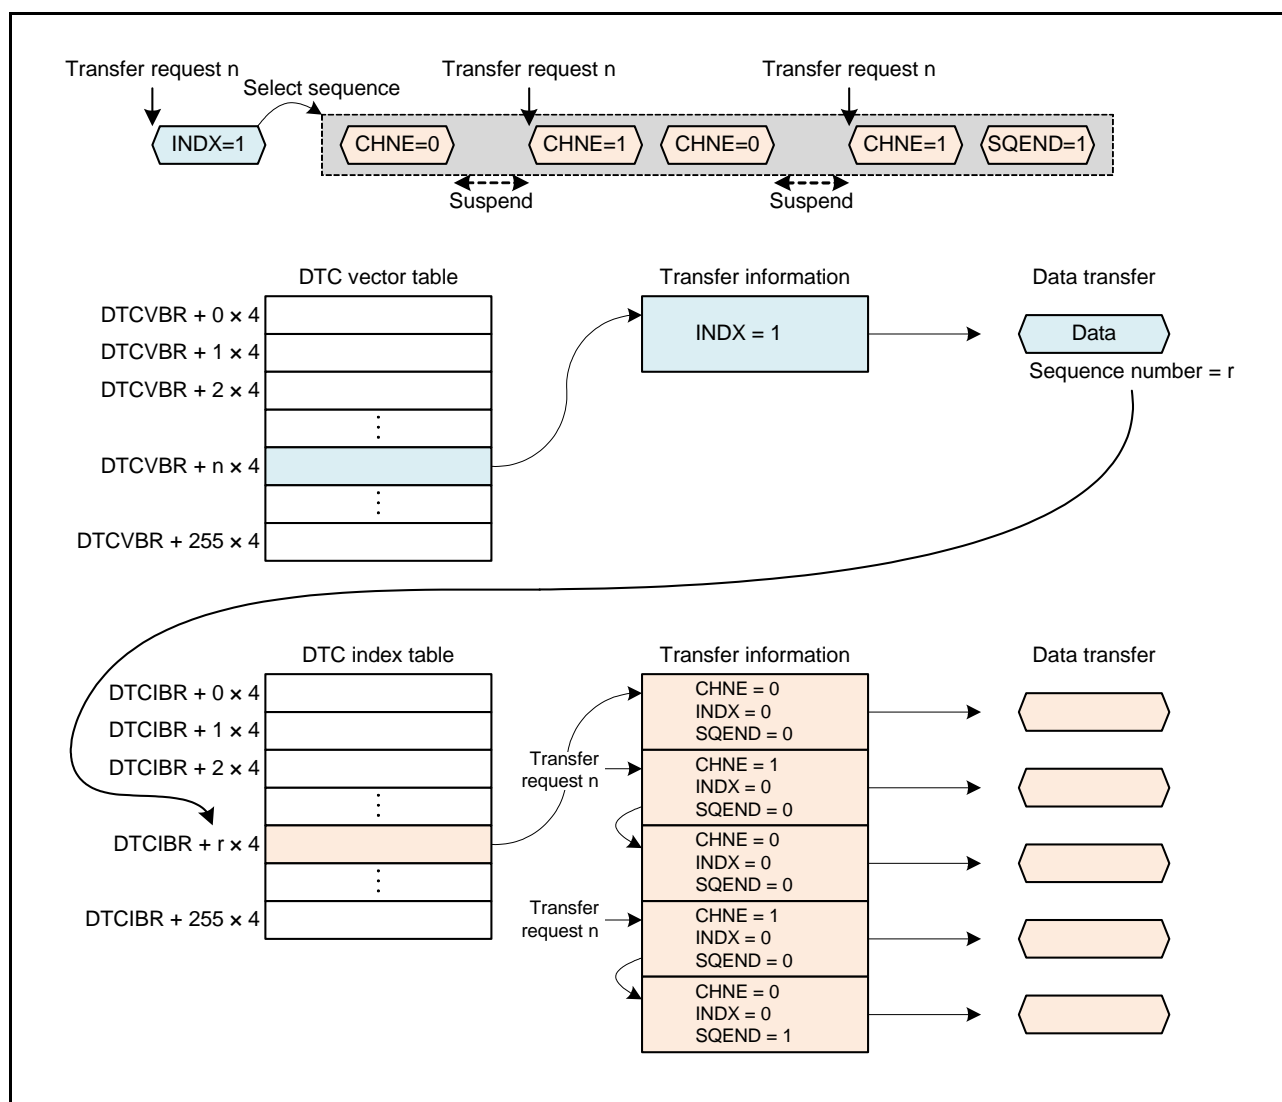 Transfer request n
Transfer request n
Transfer request n
Select sequence
INDX=1
CHNE=0
CHNE=1
CHNE=0
CHNE=1
SQEND=1
Suspend
Suspend
DTC vector table
Transfer information
Data transfer
DTCVBR + 0 × 4
DTCVBR + 1 × 4
DTCVBR + 2 × 4
DTCVBR + n × 4
DTCVBR + 255 × 4
INDX = 1
Data
Sequence number = r
DTC index table
Transfer information
Data transfer
DTCIBR + 0 × 4
DTCIBR + 1 × 4
DTCIBR + 2 × 4
DTCIBR + r × 4
DTCIBR + 255 × 4
Transfer
request n
Transfer
request n
CHNE = 0
INDX = 0
SQEND = 0
CHNE = 1
INDX = 0
SQEND = 0
CHNE = 0
INDX = 0
SQEND = 0
CHNE = 1
INDX = 0
SQEND = 0
CHNE = 0
INDX = 0
SQEND = 1